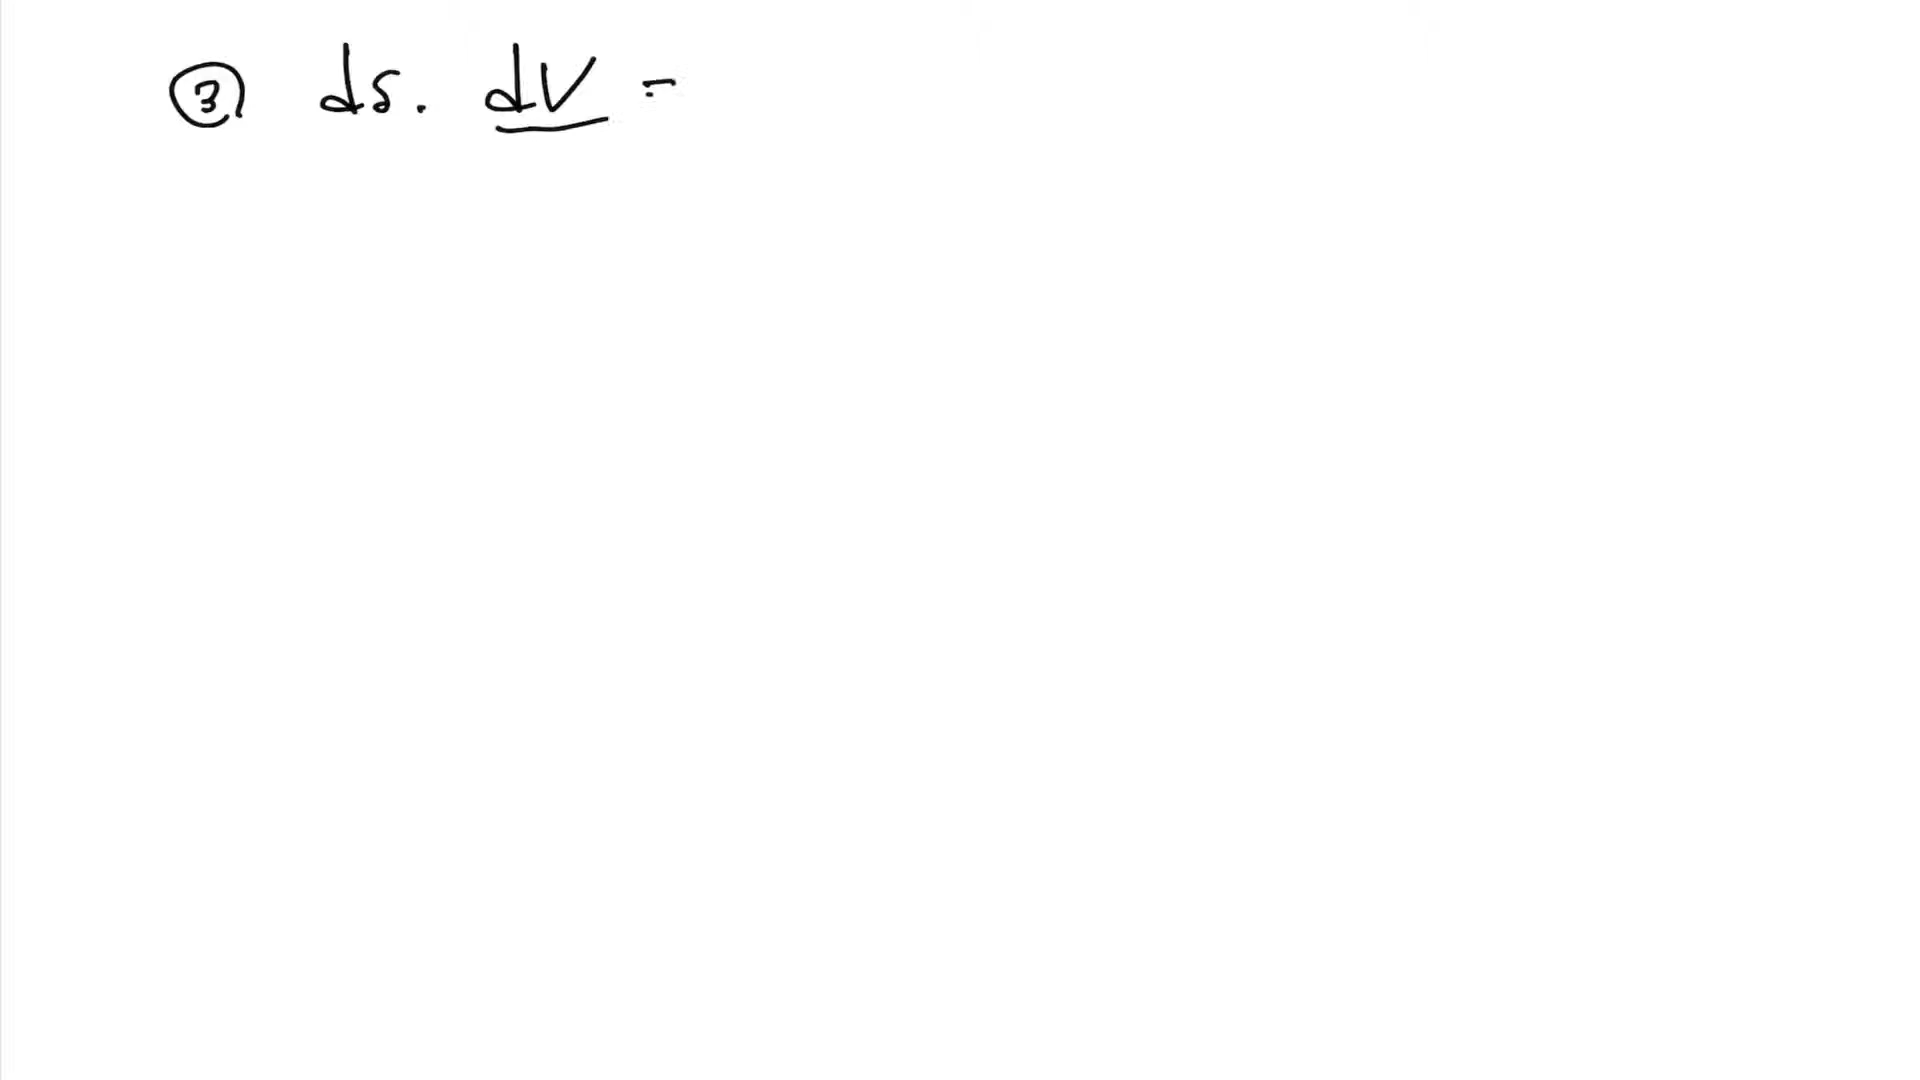 ③ ds. dV =